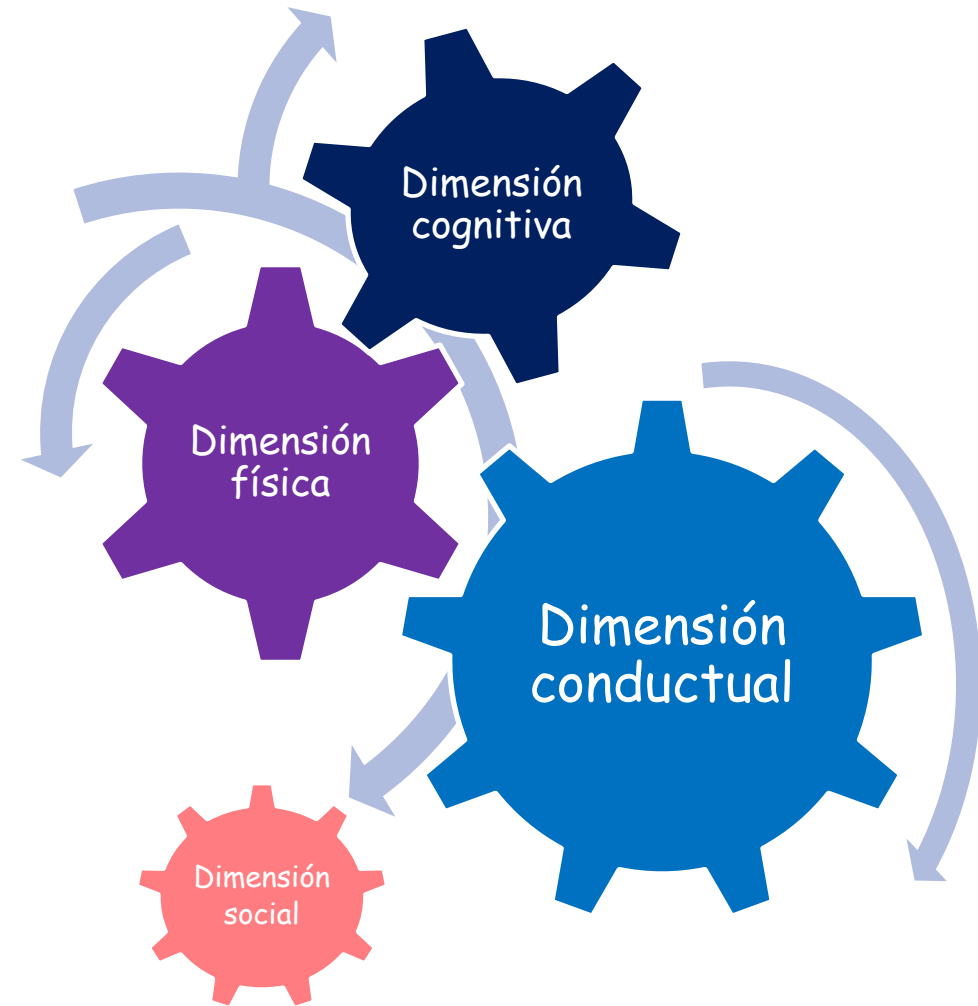 Dimensión
cognitiva
Dimensión
física
Dimensión
conductual
Dimensión
social